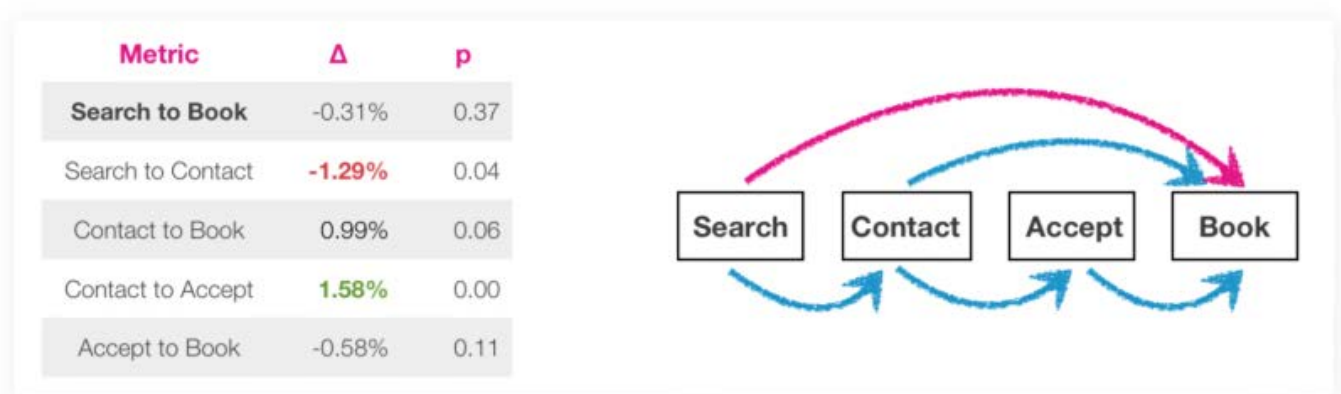 Metric Δ p
Search to Book -0.31% 0.37
Search to Contact -1.29% 0.04
Contact to Book 0.99% 0.06
Contact to Accept 1.58% 0.00
Accept to Book -0.58% 0.11
Search Contact Accept Book